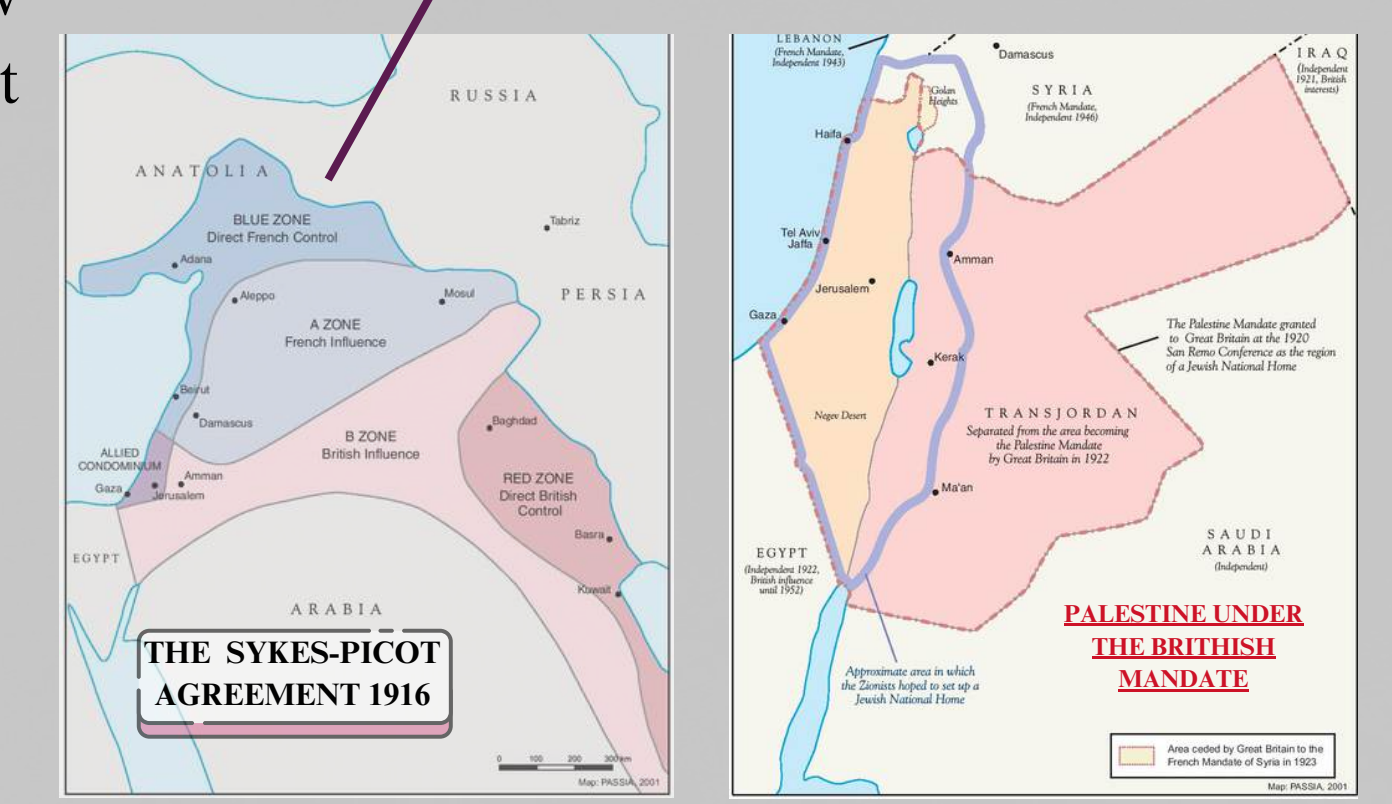 t
RUSSIA
ANATOLIA
BLUE ZONE
Direct French Control
Tabriz
Adana
PERSIA
Aleppo
Mosul
A ZONE
French Influence
Beirut
Damascus
Baghdad
B ZONE
British Influence
ALLIED
CONDOMINIUM
Amman
Gaza
Jerusalem
RED ZONE
Direct British
Control
Basra
EGYPT
Kuwait
ARABIA
THE SYKES-PICOT
AGREEMENT 1916
0 100 200 300 km
Map: PASSIA, 2001
LEBANON
(French Mandate,
Independent 1943)
Damascus
IRAQ
(Independent
1921, British
interests)
SYRIA
(French Mandate,
Independent 1946)
Golan
Heights
Haifa
Tel Aviv
Jaffa
Amman
Jerusalem
Gaza
The Palestine Mandate granted
to Great Britain at the 1920
San Remo Conference as the region
of a Jewish National Home
Kerak
Negev Desert
TRANSJORDAN
Separated from the area becoming
the Palestine Mandate
by Great Britain in 1922
Ma'an
SAUDI
ARABIA
(Independent)
EGYPT
(Independent 1922,
British influence
until 1952)
PALESTINE UNDER
THE BRITHISH
MANDATE
Approximate area in which
the Zionists hoped to set up a
Jewish National Home
Area ceded by Great Britain to the
French Mandate of Syria in 1923
Map: PASSIA, 2001